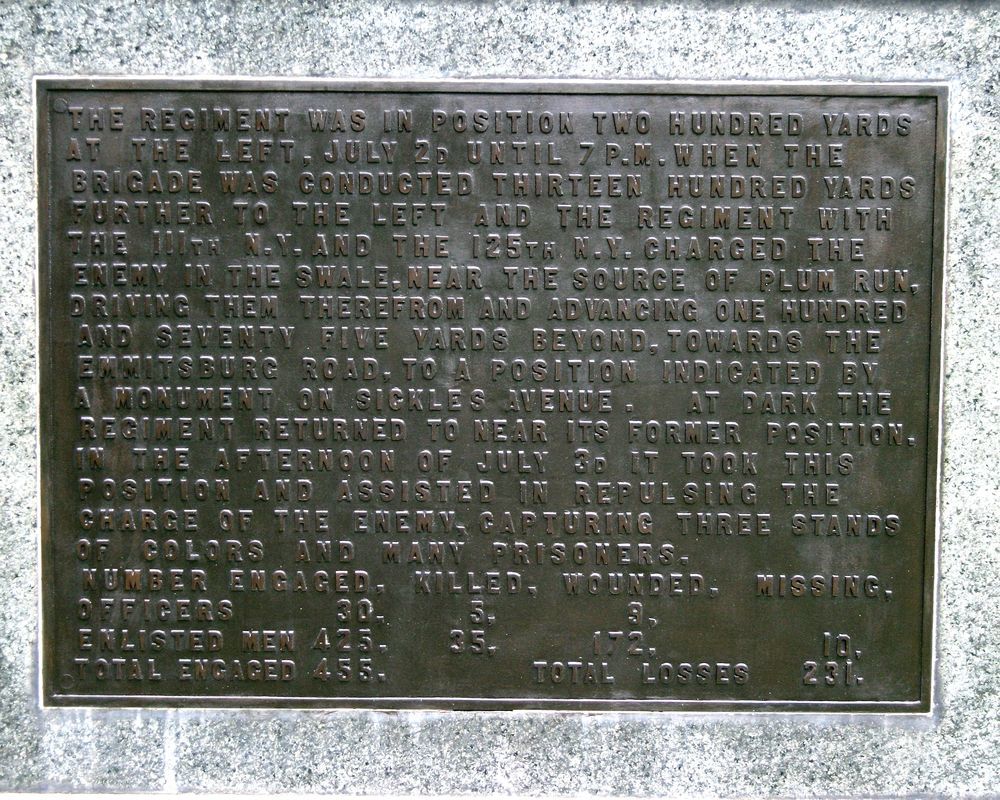 THE REGIMENT WAS IN POSITION TWO HUNDRED YARDS
AT THE LEFT, JULY 2D UNTIL 7 P.M. WHEN THE
BRIGADE WAS CONDUCTED THIRTEEN HUNDRED YARDS
FURTHER TO THE LEFT AND THE REGIMENT WITH
THE 111TH N.Y. AND THE 125TH N.Y. CHARGED THE
ENEMY IN THE SWALE, NEAR THE SOURCE OF PLUM RUN,
DRIVING THEM THEREFROM AND ADVANCING ONE HUNDRED
AND SEVENTY FIVE YARDS BEYOND, TOWARDS THE
EMMITSBURG ROAD, TO A POSITION INDICATED BY
A MONUMENT ON SICKLES AVENUE. AT DARK THE
REGIMENT RETURNED TO NEAR ITS FORMER POSITION.
IN THE AFTERNOON OF JULY 3D IT TOOK THIS
POSITION AND ASSISTED IN REPULSING THE
CHARGE OF THE ENEMY, CAPTURING THREE STANDS
OF COLORS AND MANY PRISONERS.
NUMBER ENGAGED, KILLED, WOUNDED, MISSING,
OFFICERS 30, 5, 9,
ENLISTED MEN 425, 35, 172, 10,
TOTAL ENGAGED 455. TOTAL LOSSES 231.